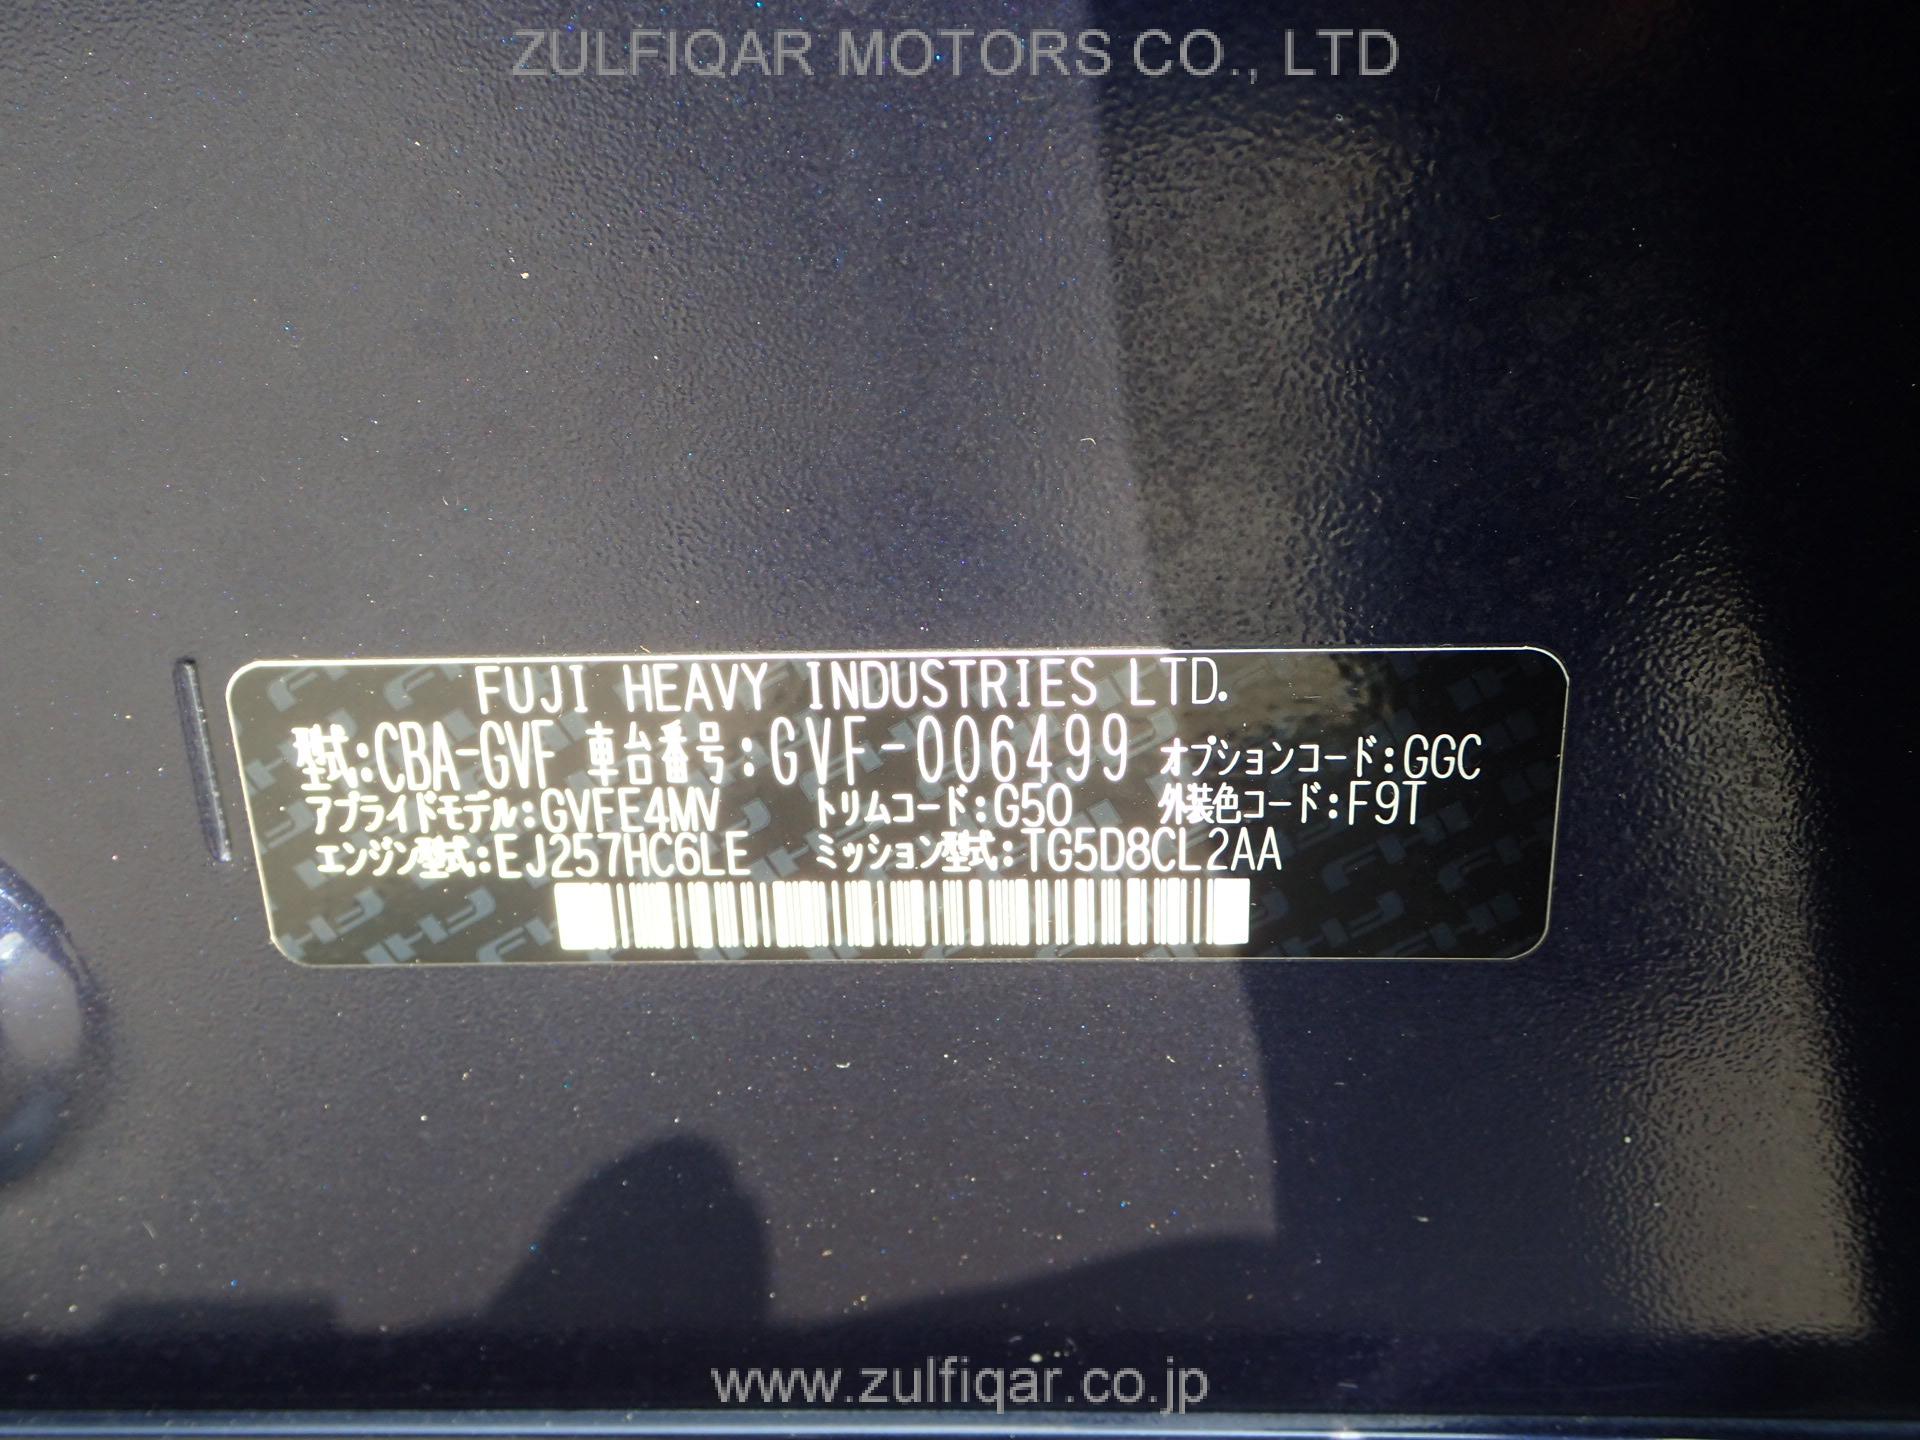 ZULFIQAR MOTORS CO., LTD
FUJI HEAVY INDUSTRIES LTD.
型式:CBA-GVF 車台番号:GVF-006499 オプションコード:GGC
アプライドモデル:GVFE4MV トリムコード:G50 外装色コード:F9T
エンジン型式:EJ257HC6LE ミッション型式:TG5D8CL2AA
www.zulfiqar.co.jp